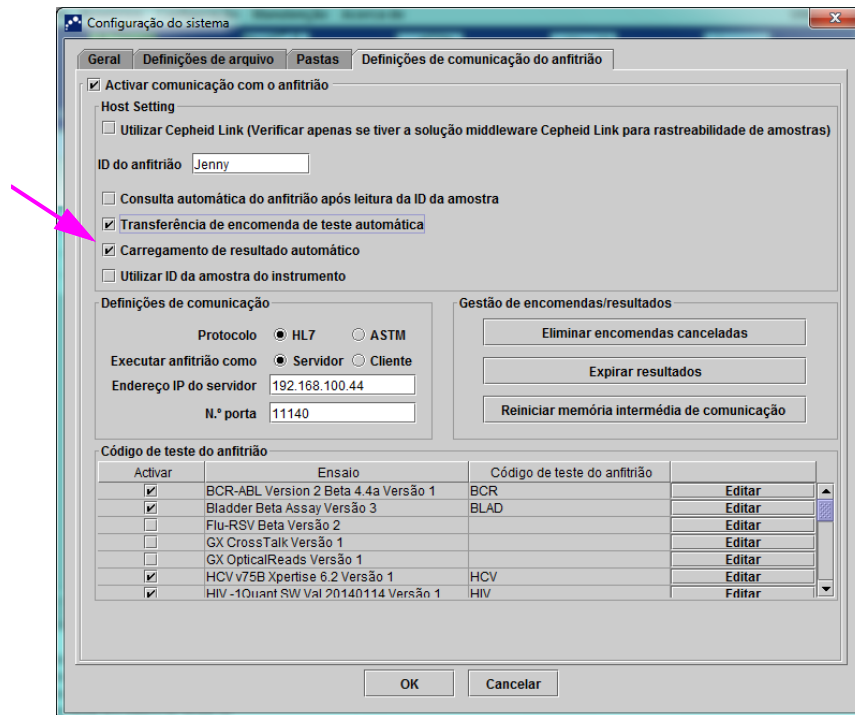 Configuração do sistema
Geral Definições de arquivo Pastas Definições de comunicação do anfitrião
Activar comunicação com o anfitrião
Host Setting
Utilizar Cepheid Link (Verificar apenas se tiver a solução middleware Cepheid Link para rastreabilidade de amostras)
ID do anfitrião Jenny
Consulta automática do anfitrião após leitura da ID da amostra
Transferência de encomenda de teste automática
Carregamento de resultado automático
Utilizar ID da amostra do instrumento
Definições de comunicação
Protocolo HL7 ASTM
Executar anfitrião como Servidor Cliente
Endereço IP do servidor 192.168.100.44
N.º porta 11140
Gestão de encomendas/resultados
Eliminar encomendas canceladas
Expirar resultados
Reiniciar memória intermédia de comunicação
Código de teste do anfitrião
Activar Ensaio Código de teste do anfitrião
BCR-ABL Version 2 Beta 4.4a Versão 1 BCR Editar
Bladder Beta Assay Versão 3 BLAD Editar
Flu-RSV Beta Versão 2 Editar
GX CrossTalk Versão 1 Editar
GX OpticalReads Versão 1 Editar
HCV v75B Xpertise 6.2 Versão 1 HCV Editar
HIV -1Quant SW Val 20140114 Versão 1 HIV Editar
OK Cancelar